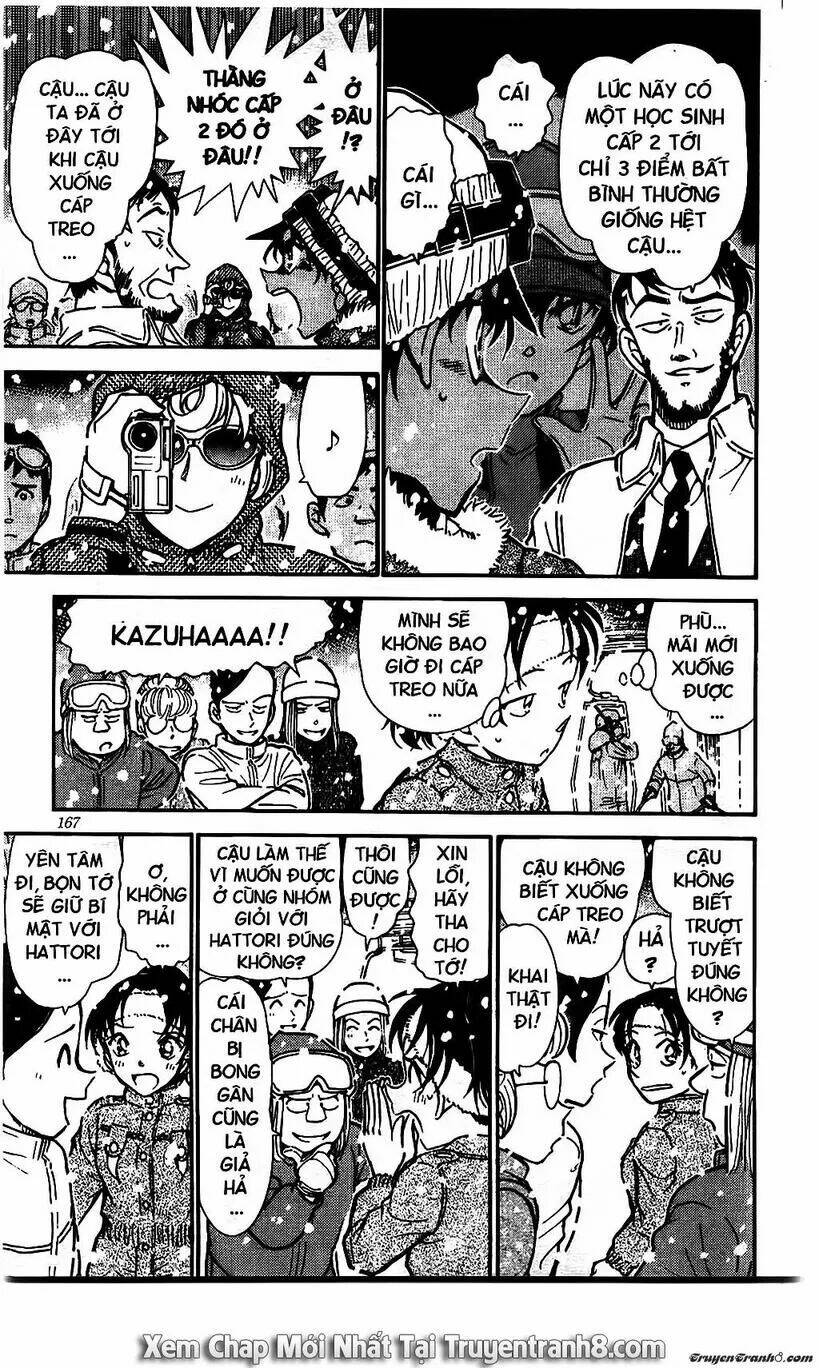 LÚC NÃY CÓ
MỘT HỌC SINH
CẤP 2 TỚI
CHỈ 3 ĐIỂM BẤT
BÌNH THƯỜNG
GIỐNG HỆT
CẬU...
CÁI
...
CÁI
GÌ...
Ở
ĐÂU
!?
THẰNG
NHÓC CẤP
2 ĐÓ Ở
ĐÂU!!
CẬU... CẬU
TA ĐÃ Ở
ĐÂY TỚI
KHI CẬU
XUỐNG
CÁP
TREO
...
♪
PHÙ...
MÃI MỚI
XUỐNG
ĐƯỢC
MÌNH SẼ
KHÔNG BAO
GIỜ ĐI CÁP
TREO NỮA
...
KAZUHAAAA!!
167
CẬU
KHÔNG
BIẾT
TRƯỢT
TUYẾT
ĐÚNG
KHÔNG
?
HẢ
?
CẬU KHÔNG
BIẾT XUỐNG
CÁP TREO
MÀ!
KHAI
THẬT
ĐI!
XIN
LỖI,
HÃY
THA
CHO
TỚ!
THÔI
CŨNG
ĐƯỢC
!
CẬU LÀM THẾ
VÌ MUỐN ĐƯỢC
Ở CÙNG NHÓM
GIỎI VỚI
HATTORI ĐÚNG
KHÔNG?
CÁI
CHÂN
BỊ
BONG
GÂN
CŨNG
LÀ
GIẢ
HẢ
...
Ơ,
KHÔNG
PHẢI
...
YÊN TÂM
ĐI, BỌN TỚ
SẼ GIỮ BÍ
MẬT VỚI
HATTORI
...
Xem Chap Mới Nhất Tại Truyentranh8.com
TruyenTranh8.com